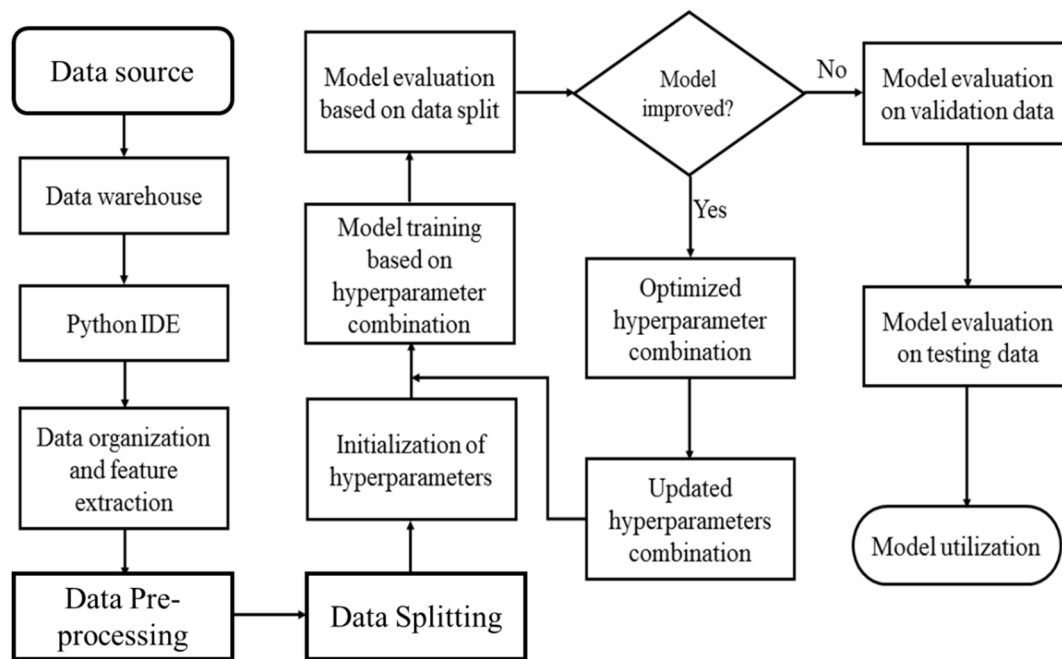 Data source
Data warehouse
Python IDE
Data organization
and feature
extraction
Data Pre-
processing
Data Splitting
Initialization of
hyperparameters
Model training
based on
hyperparameter
combination
Model evaluation
based on data split
Model
improved?
Yes
Optimized
hyperparameter
combination
Updated
hyperparameters
combination
No
Model evaluation
on validation data
Model evaluation
on testing data
Model utilization